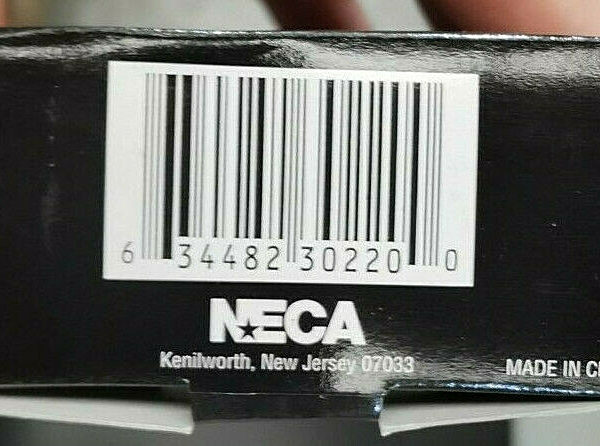 6 34482 30220 0
NECA
Kenilworth, New Jersey 07033
MADE IN